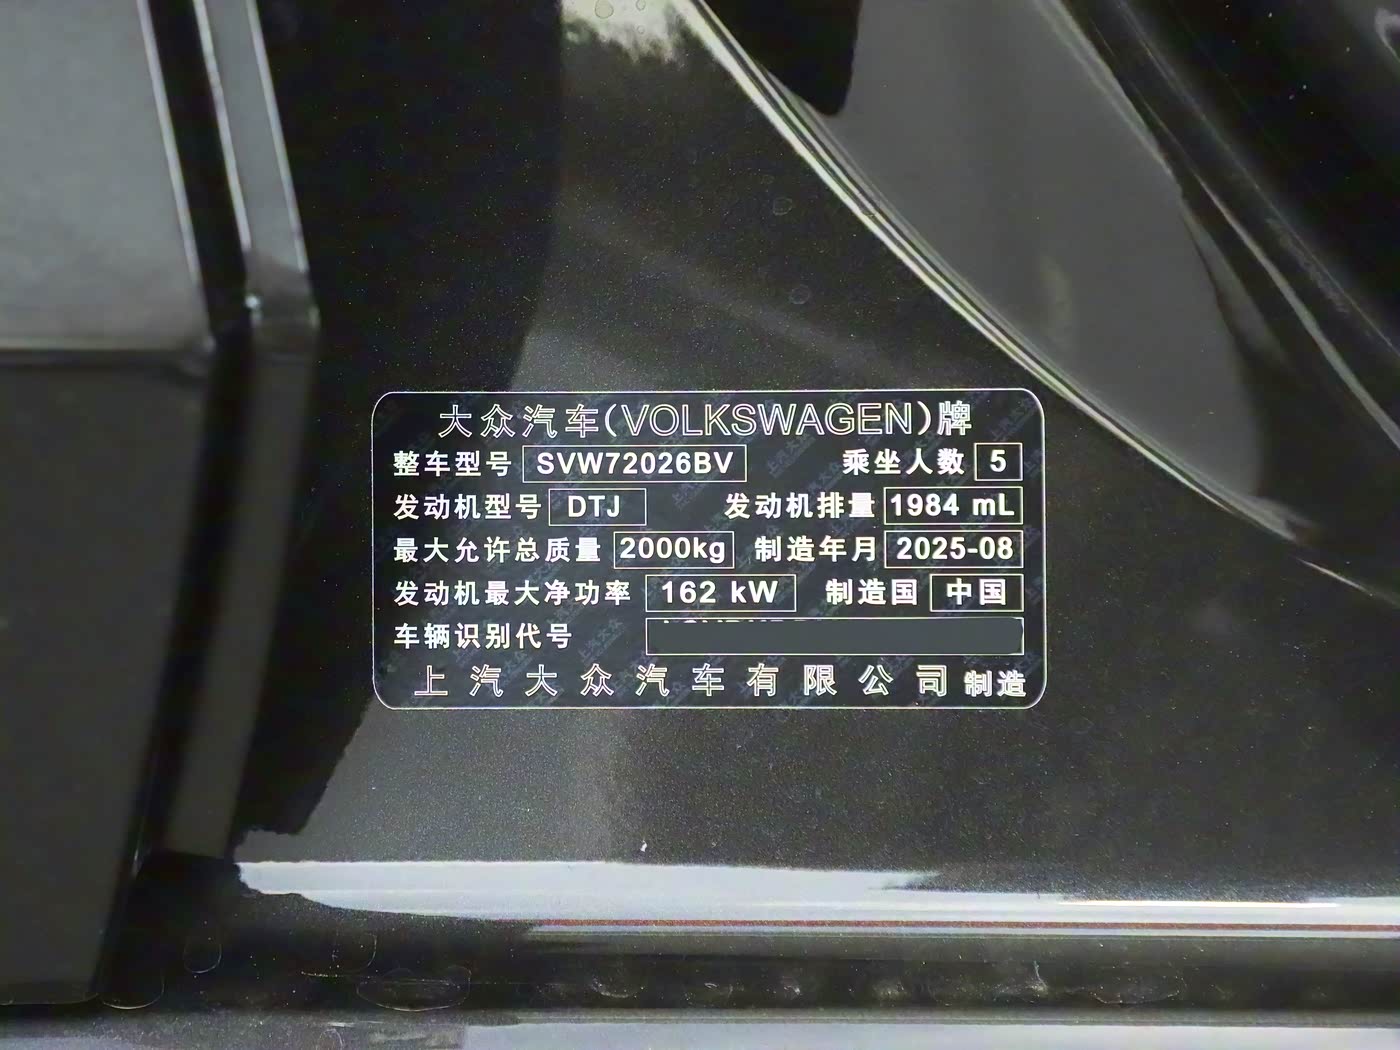 大众汽车(VOLKSWAGEN)牌
整车型号 SVW72026BV 乘坐人数 5
发动机型号 DTJ 发动机排量 1984 mL
最大允许总质量 2000kg 制造年月 2025-08
发动机最大净功率 162 kW 制造国 中国
车辆识别代号
上汽大众汽车有限公司 制造